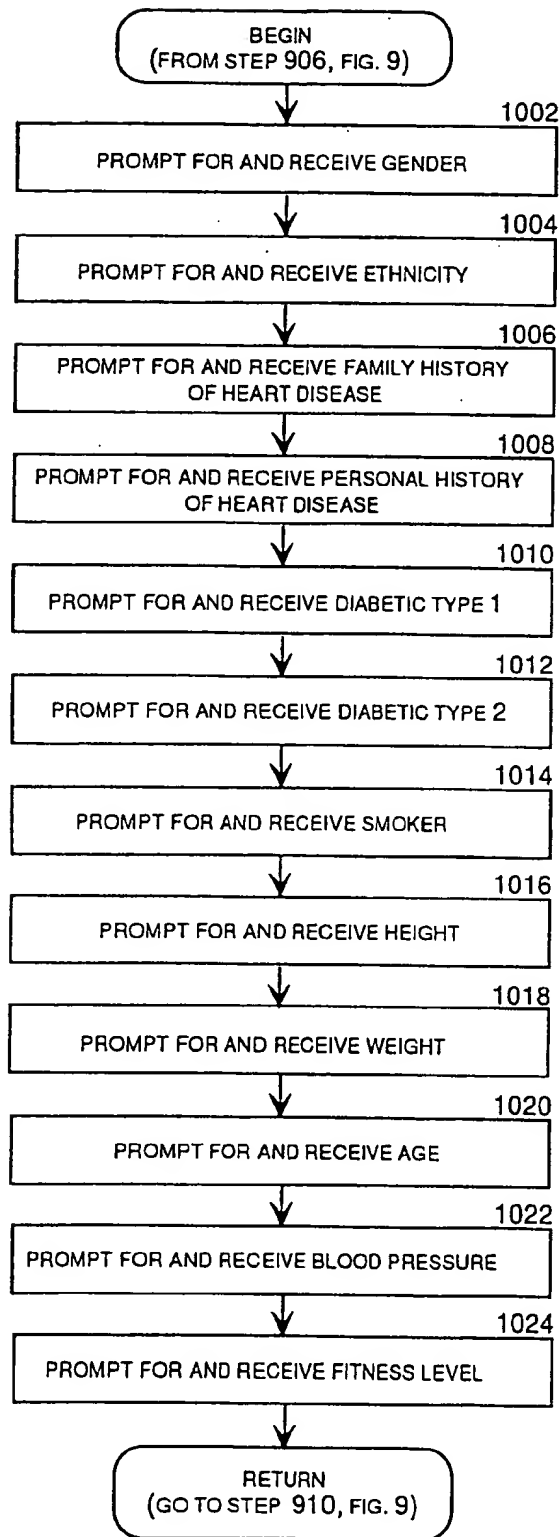 BEGIN
(FROM STEP 906, FIG. 9)
1002
PROMPT FOR AND RECEIVE GENDER
1004
PROMPT FOR AND RECEIVE ETHNICITY
1006
PROMPT FOR AND RECEIVE FAMILY HISTORY
OF HEART DISEASE
1008
PROMPT FOR AND RECEIVE PERSONAL HISTORY
OF HEART DISEASE
1010
PROMPT FOR AND RECEIVE DIABETIC TYPE 1
1012
PROMPT FOR AND RECEIVE DIABETIC TYPE 2
1014
PROMPT FOR AND RECEIVE SMOKER
1016
PROMPT FOR AND RECEIVE HEIGHT
1018
PROMPT FOR AND RECEIVE WEIGHT
1020
PROMPT FOR AND RECEIVE AGE
1022
PROMPT FOR AND RECEIVE BLOOD PRESSURE
1024
PROMPT FOR AND RECEIVE FITNESS LEVEL
RETURN
(GO TO STEP 910, FIG. 9)